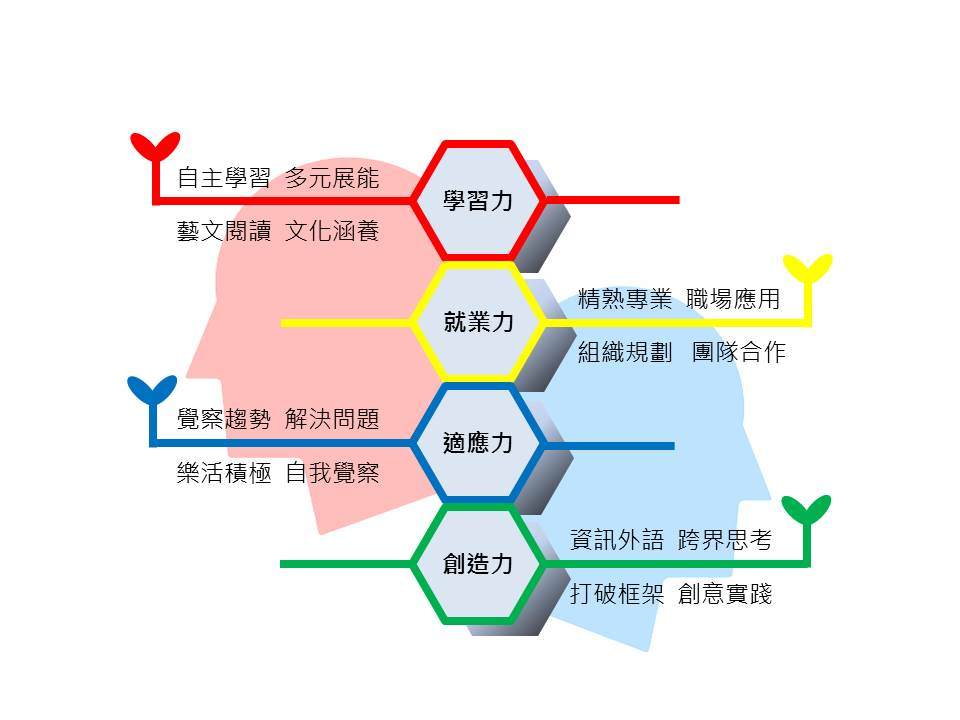 自主學習 多元展能
學習力
藝文閱讀 文化涵養
就業力
精熟專業 職場應用
組織規劃 團隊合作
覺察趨勢 解決問題
適應力
樂活積極 自我覺察
創造力
資訊外語 跨界思考
打破框架 創意實踐